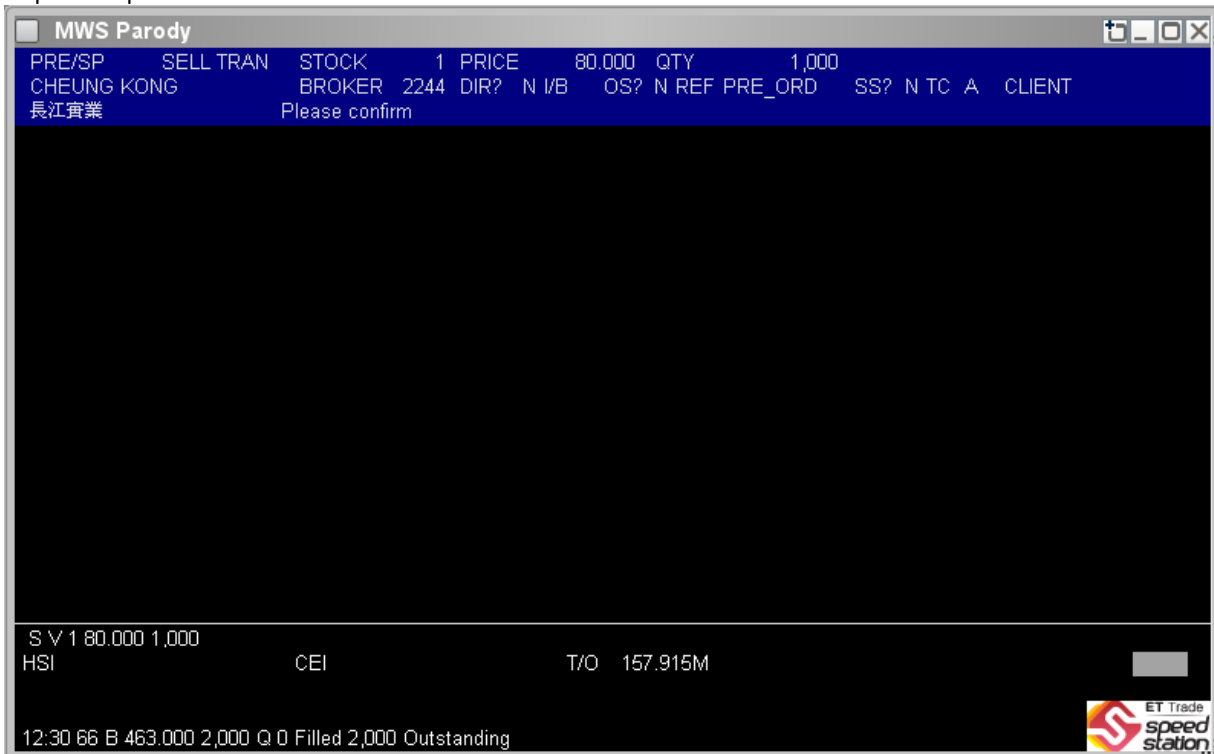 MWS Parody
PRE/SP SELL TRAN STOCK 1 PRICE 80.000 QTY 1,000
CHEUNG KONG BROKER 2244 DIR? N I/B OS? N REF PRE_ORD SS? N TC A CLIENT
長江實業 Please confirm
S V 1 80.000 1,000
HSI CEI T/O 157.915M
12:30 66 B 463.000 2,000 Q 0 Filled 2,000 Outstanding
ET Trade
speed
station